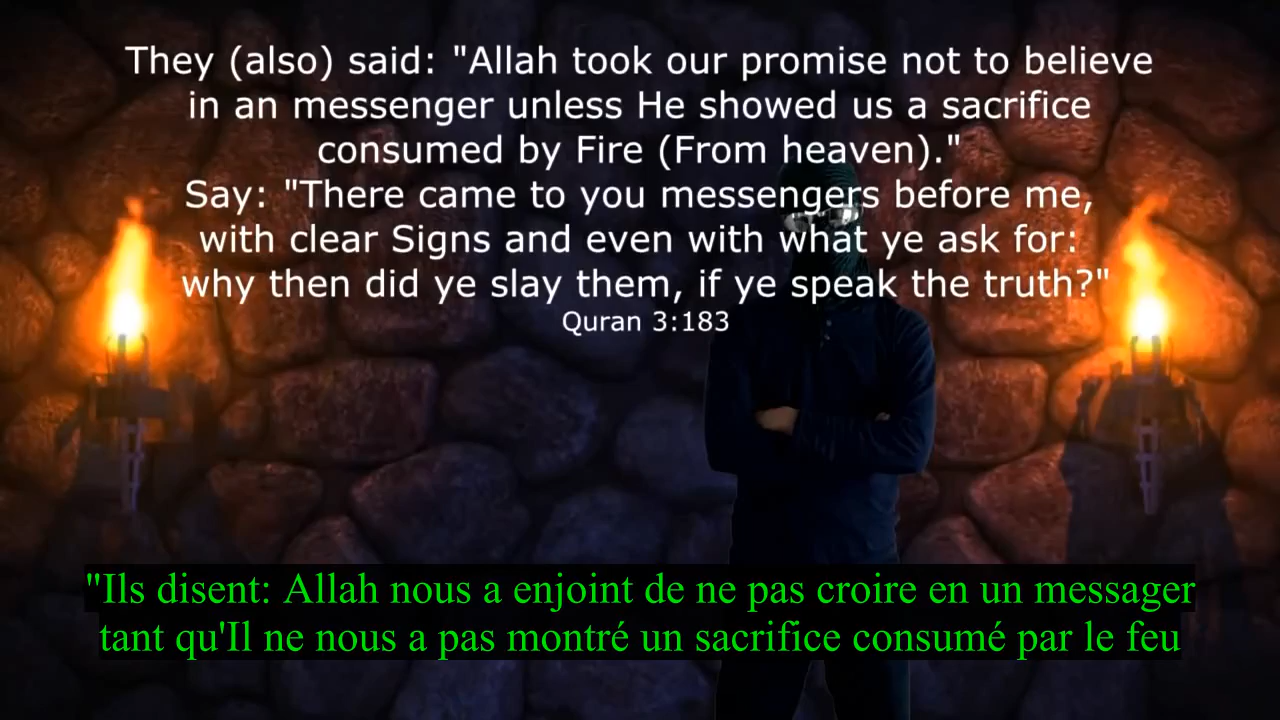 They (also) said: "Allah took our promise not to believe
in an messenger unless He showed us a sacrifice
consumed by Fire (From heaven)."
Say: "There came to you messengers before me,
with clear Signs and even with what ye ask for:
why then did ye slay them, if ye speak the truth?"
Quran 3:183
"Ils disent: Allah nous a enjoint de ne pas croire en un messager
tant qu'Il ne nous a pas montré un sacrifice consumé par le feu